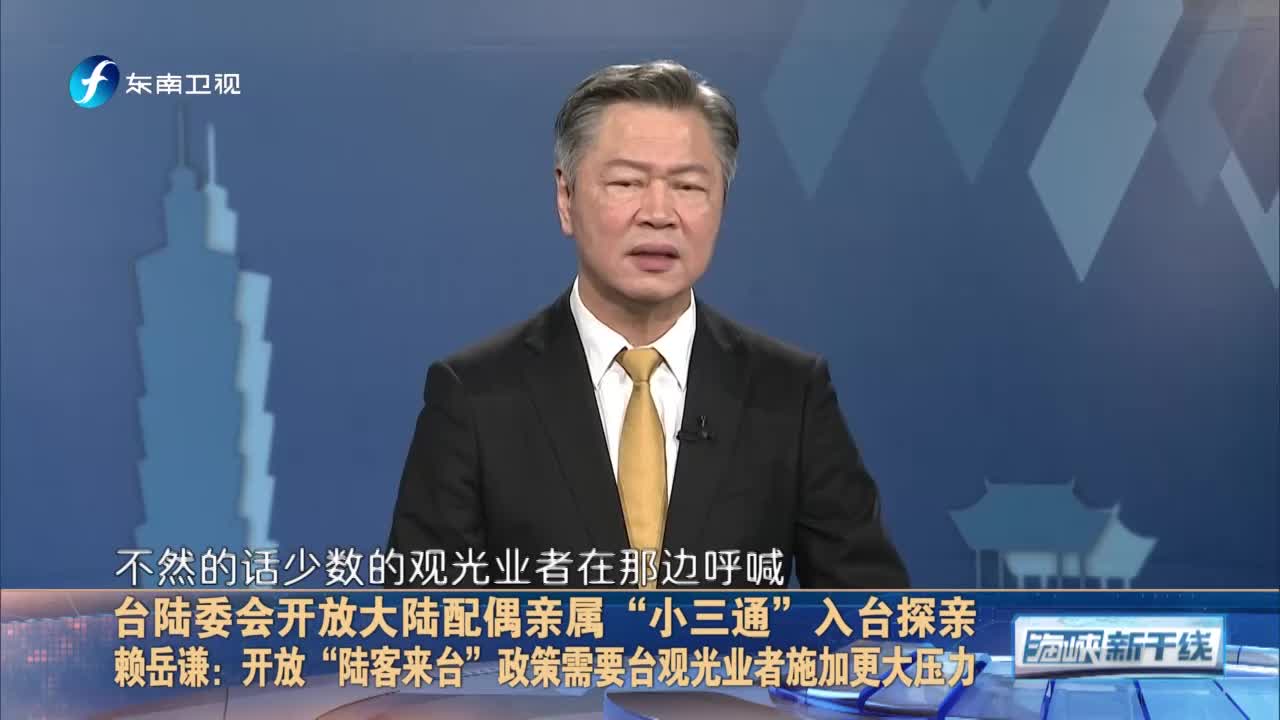 东南卫视
不然的话少数的观光业者在那边呼喊
台陆委会开放大陆配偶亲属“小三通”入台探亲
赖岳谦：开放“陆客来台”政策需要台观光业者施加更大压力
海峡新干线